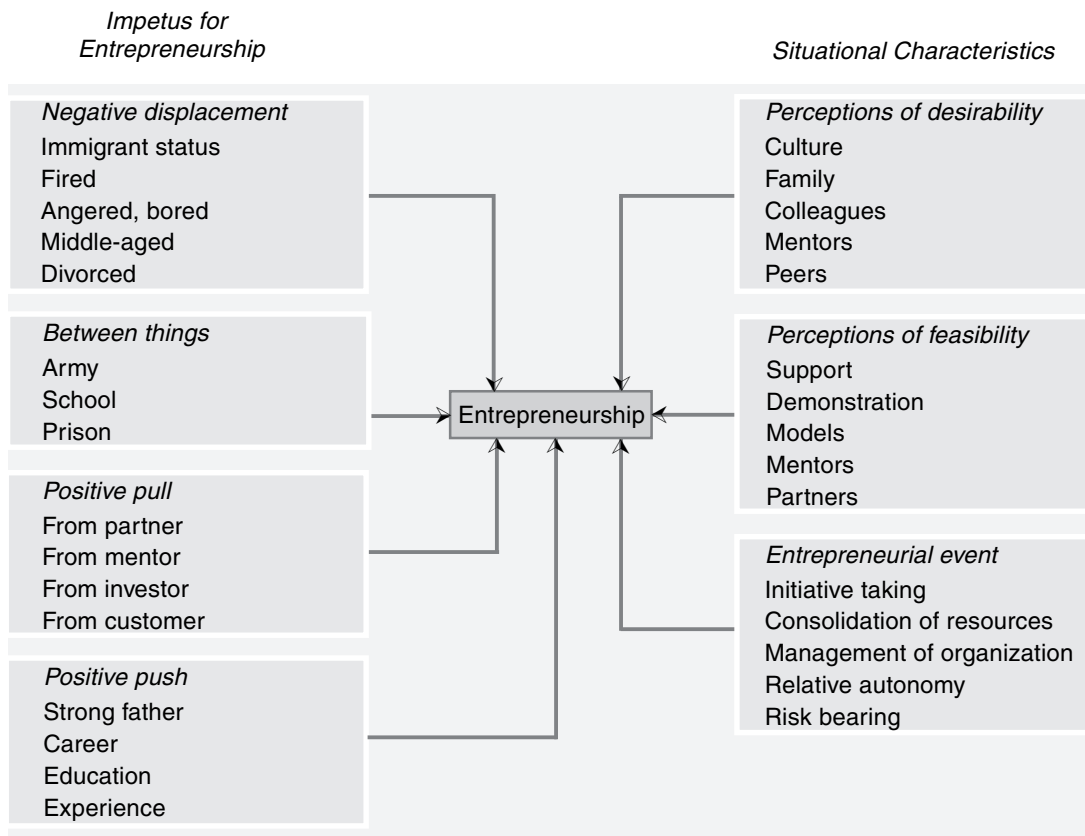 Impetus for
Entrepreneurship
Negative displacement
Immigrant status
Fired
Angered, bored
Middle-aged
Divorced
Between things
Army
School
Prison
Positive pull
From partner
From mentor
From investor
From customer
Positive push
Strong father
Career
Education
Experience
Entrepreneurship
Situational Characteristics
Perceptions of desirability
Culture
Family
Colleagues
Mentors
Peers
Perceptions of feasibility
Support
Demonstration
Models
Mentors
Partners
Entrepreneurial event
Initiative taking
Consolidation of resources
Management of organization
Relative autonomy
Risk bearing